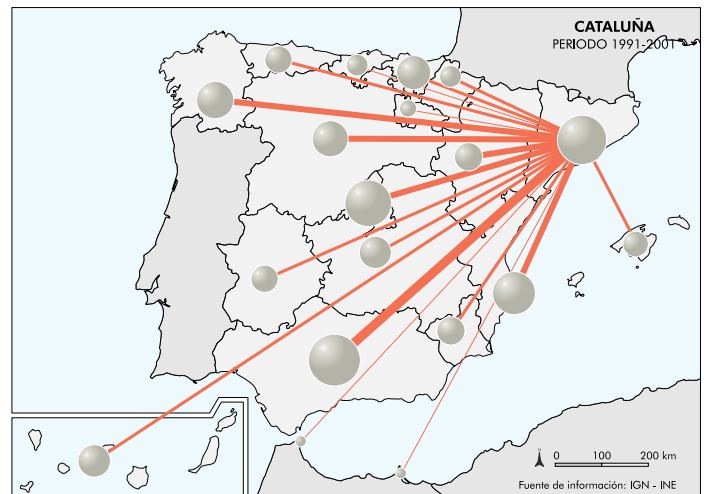 CATALUÑA
PERIODO 1991-2001
N
0 100 200 km
Fuente de información: IGN - INE